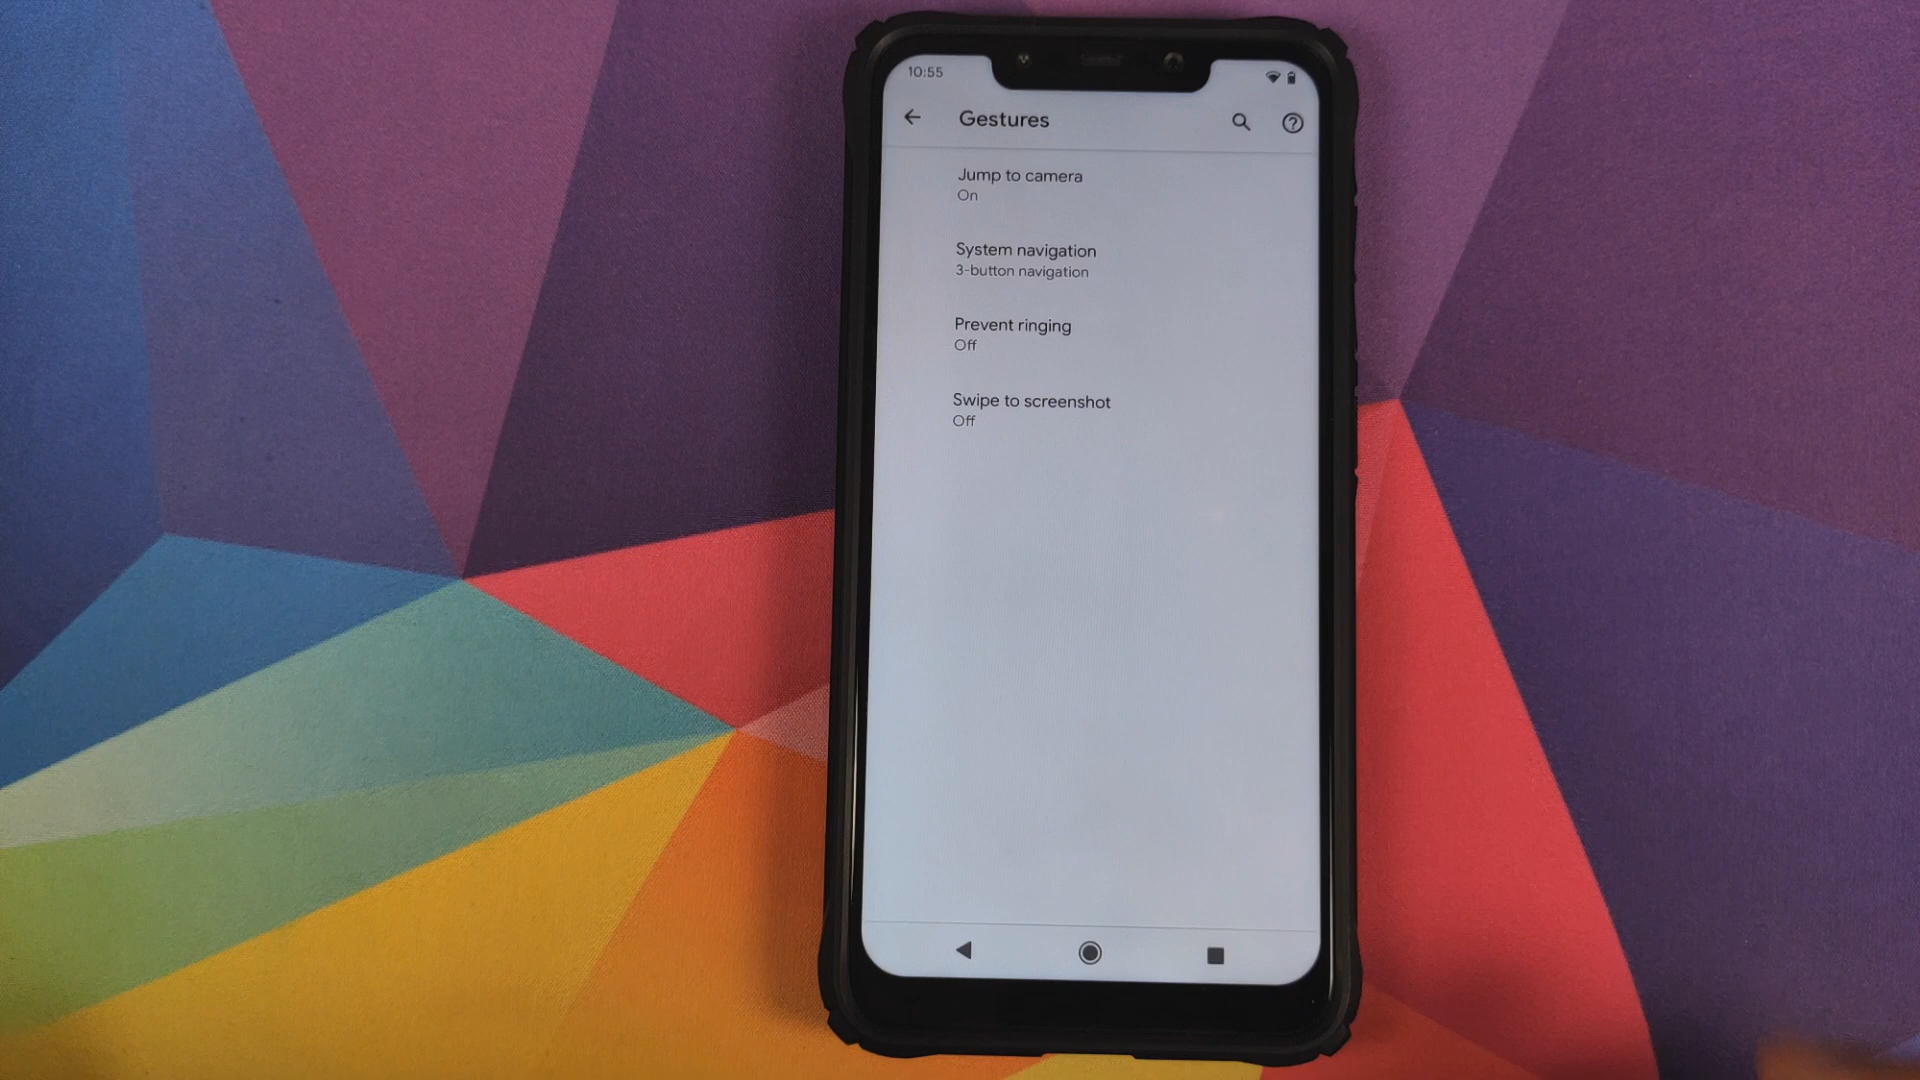 10:55
Gestures
Jump to camera
On
System navigation
3-button navigation
Prevent ringing
Off
Swipe to screenshot
Off